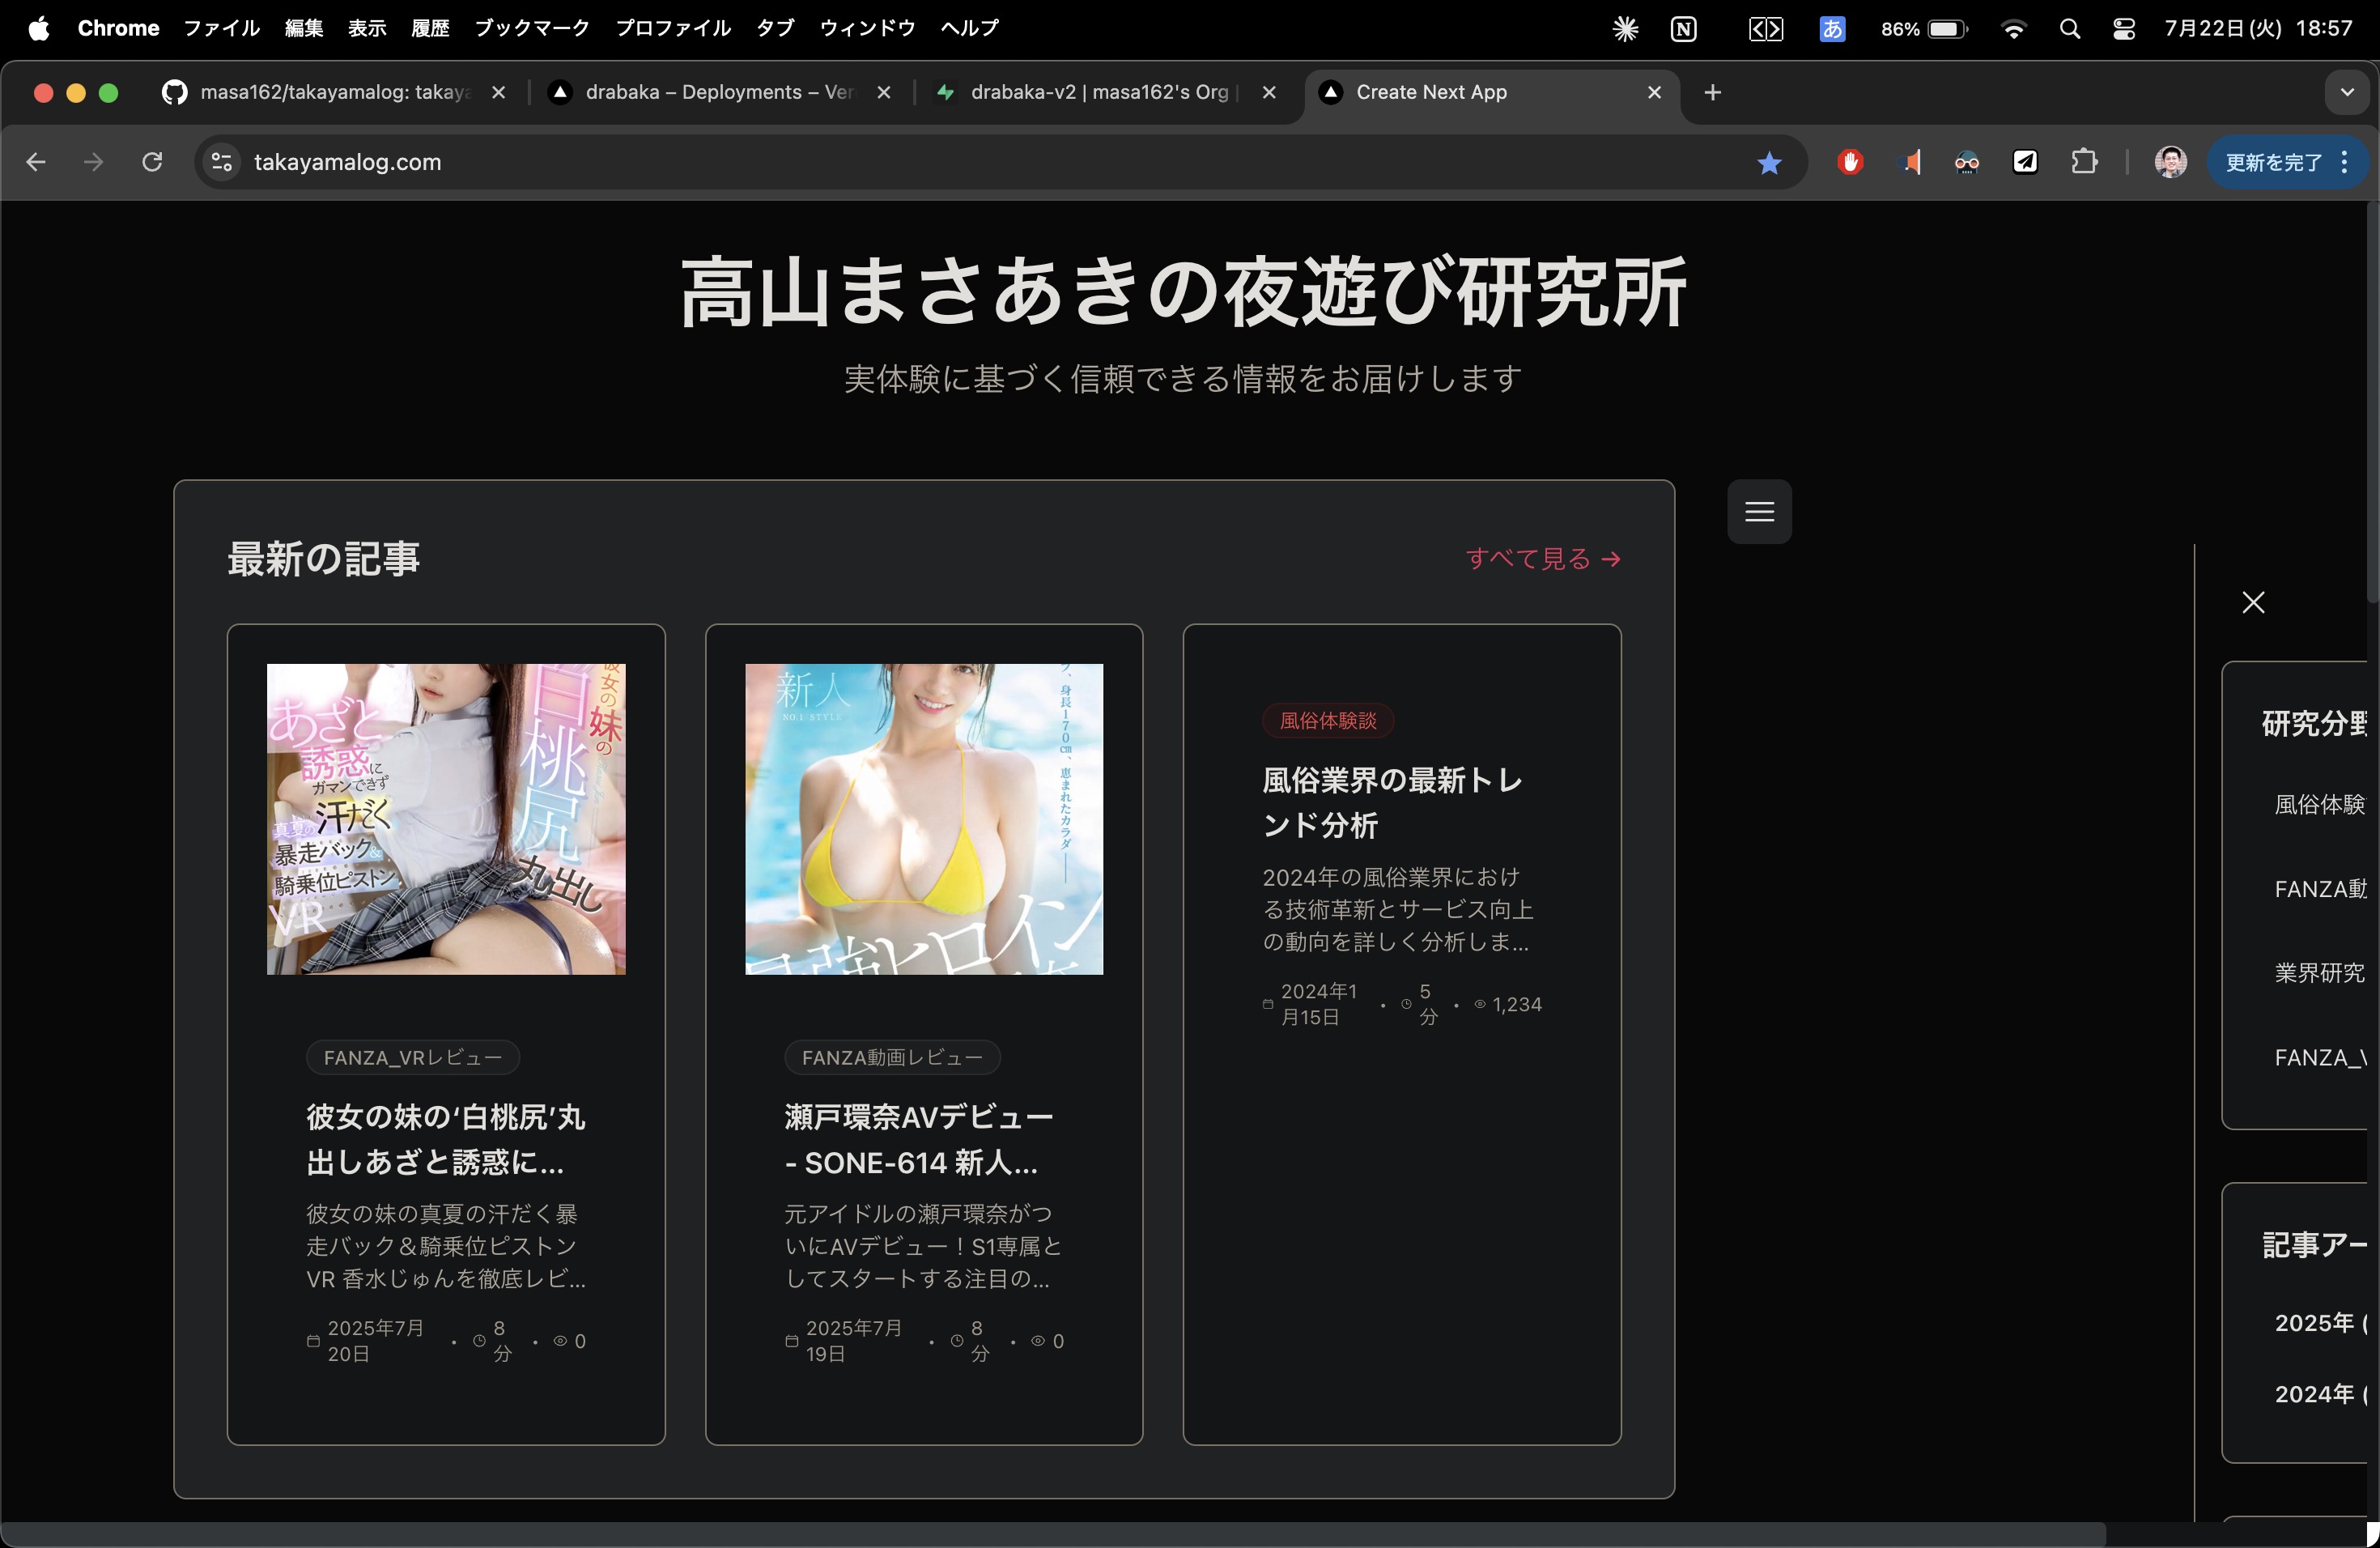 Chrome ファイル 編集 表示 履歴 ブックマーク プロファイル タブ ウィンドウ ヘルプ
あ 86% 7月22日(火) 18:57
masa162/takayamalog: takaya
drabaka – Deployments – Ver
drabaka-v2 | masa162's Org |
Create Next App
takayamalog.com
更新を完了
高山まさあきの夜遊び研究所
実体験に基づく信頼できる情報をお届けします
最新の記事
すべて見る →
彼女の妹の
白桃尻
丸出し
あざと
誘惑に
ガマンできず
真夏の
汗だく
暴走バック&
騎乗位ピストン
VR
FANZA_VRレビュー
彼女の妹の‘白桃尻’丸
出しあざと誘惑に...
彼女の妹の真夏の汗だく暴
走バック＆騎乗位ピストン
VR 香水じゅんを徹底レビ...
2025年7月
20日
•
8
分
•
0
新人
NO.1 STYLE
、身長170cm、恵まれたカラダ――
ヒロイン
FANZA動画レビュー
瀬戸環奈AVデビュー
- SONE-614 新人...
元アイドルの瀬戸環奈がつ
いにAVデビュー！S1専属と
してスタートする注目の...
2025年7月
19日
•
8
分
•
0
風俗体験談
風俗業界の最新トレ
ンド分析
2024年の風俗業界におけ
る技術革新とサービス向上
の動向を詳しく分析しま...
2024年1
月15日
•
5
分
•
1,234
研究分野
風俗体験
FANZA動
業界研究
FANZA_V
記事アー
2025年 (
2024年 (